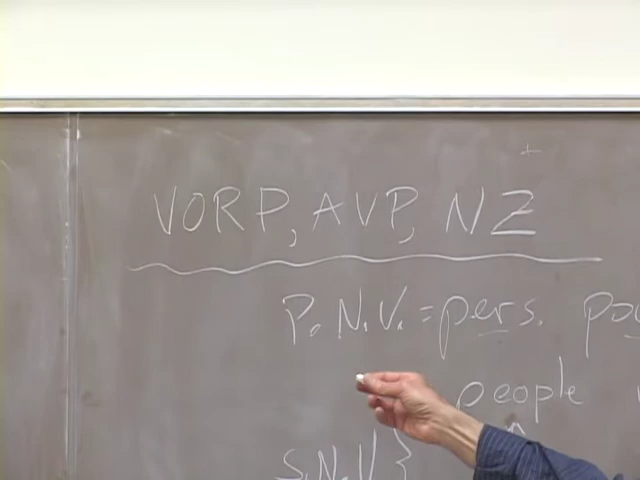 VORP, AVP, NZ
P.N.V. = pers.
people
S.N.V }